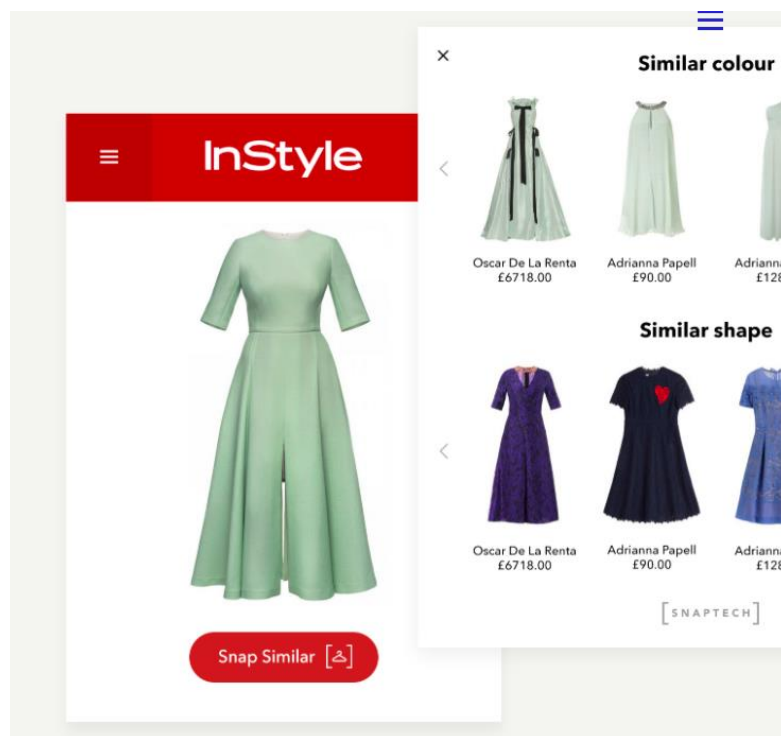 InStyle
Snap Similar
Similar colour
Oscar De La Renta
£6718.00
Adrianna Papell
£90.00
Similar shape
Oscar De La Renta
£6718.00
Adrianna Papell
£90.00
[SNAPTECH]